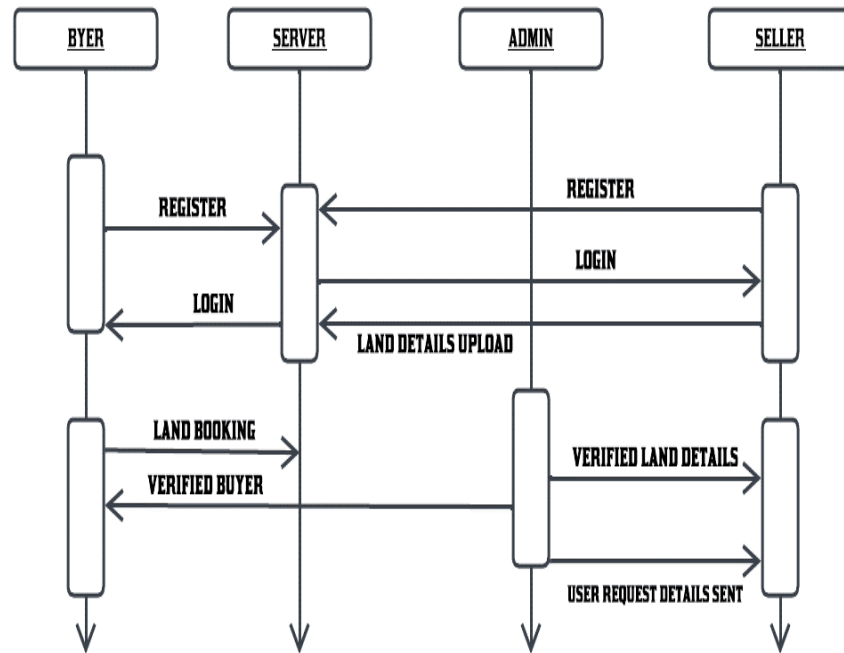 BYER
SERVER
ADMIN
SELLER
REGISTER
REGISTER
LOGIN
LOGIN
LAND DETAILS UPLOAD
LAND BOOKING
VERIFIED LAND DETAILS
VERIFIED BUYER
USER REQUEST DETAILS SENT